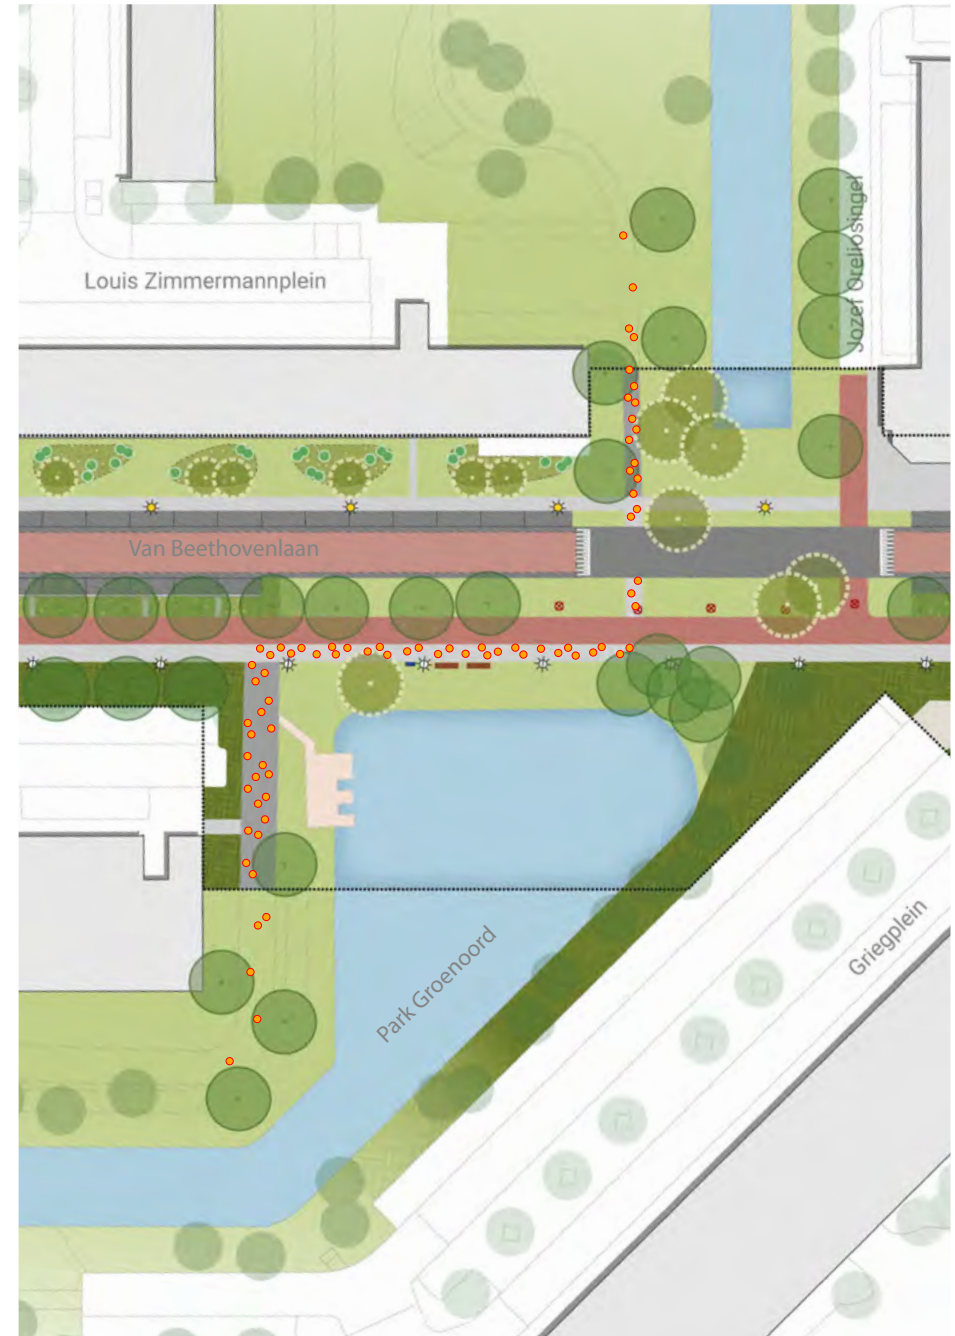 Jozef Oreliosingel
Louis Zimmermannplein
Van Beethovenlaan
Park Groenoord
Griegplein